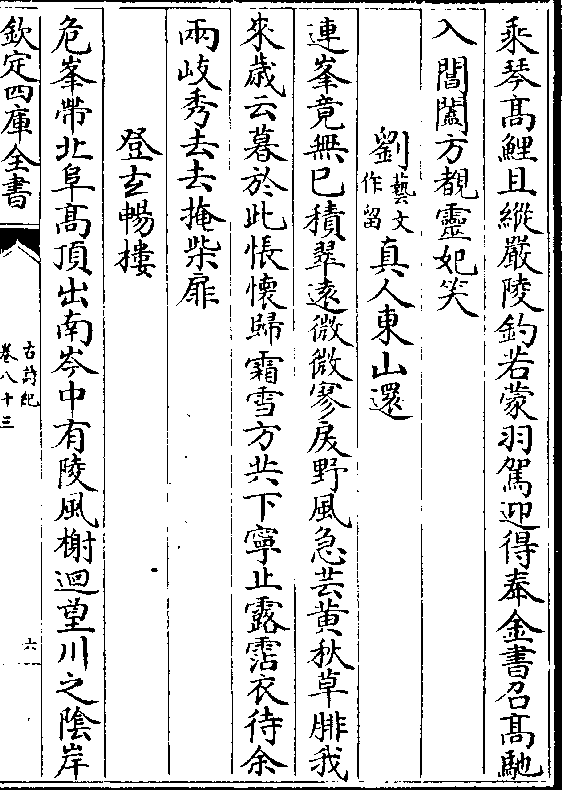 乘琴髙鯉且縱嚴陵釣若蒙羽駕迎得奉金書召髙馳
入閶闔方覩靈妃笑
劉藝文作留真人東山還
連峯竟無已積翠逺微微寥戾野風急芸黄秋草腓我
來歲云暮於此悵懷歸霜雪方共下寧止露霑衣待余
兩岐秀去去掩柴扉
登玄暢樓
危峯帶北阜髙頂出南岑中有陵風榭迴望川之隂岸
欽定四庫全書
古詩紀
卷八十三
六